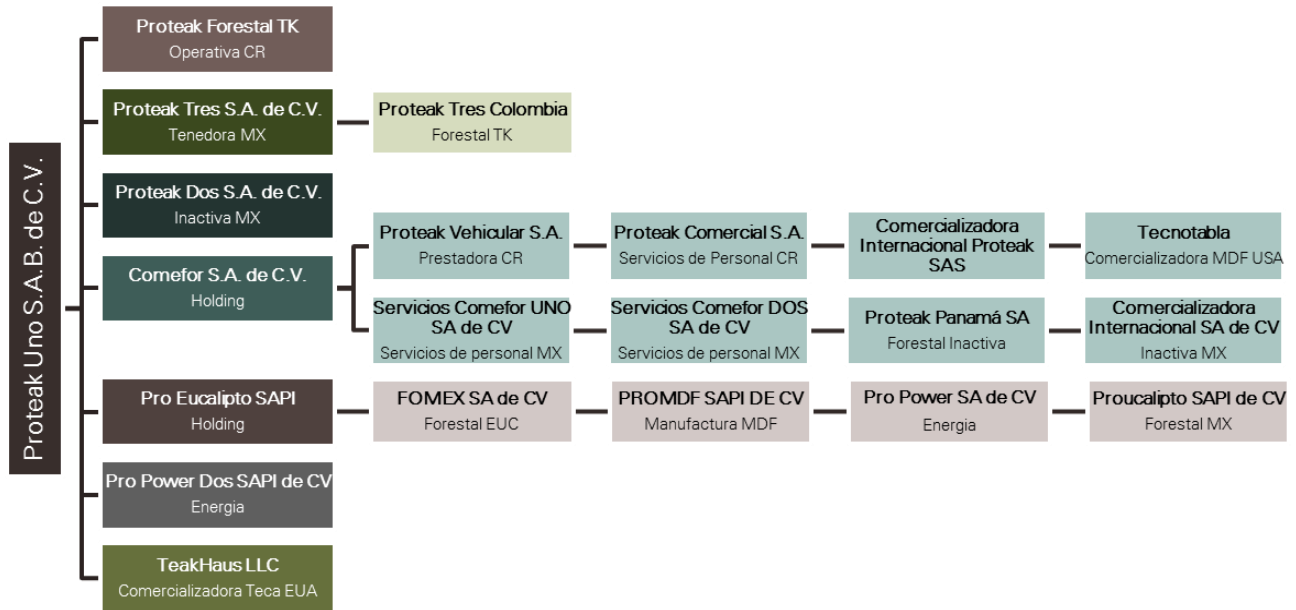 Proteak Uno S.A.B. de C.V.
Proteak Forestal TK
Operativa CR
Proteak Tres S.A. de C.V.
Tenedora MX
Proteak Tres Colombia
Forestal TK
Proteak Dos S.A. de C.V.
Inactiva MX
Comefor S.A. de C.V.
Holding
Proteak Vehicular S.A.
Prestadora CR
Proteak Comercial S.A.
Servicios de Personal CR
Comercializadora
Internacional Proteak
SAS
Tecnotabla
Comercializadora MDF USA
Servicios Comefor UNO
SA de CV
Servicios de personal MX
Servicios Comefor DOS
SA de CV
Servicios de personal MX
Proteak Panamá SA
Forestal Inactiva
Comercializadora
Internacional SA de CV
Inactiva MX
Pro Eucalipto SAPI
Holding
FOMEX SA de CV
Forestal EUC
PROMDF SAPI DE CV
Manufactura MDF
Pro Power SA de CV
Energia
Proucalipto SAPI de CV
Forestal MX
Pro Power Dos SAPI de CV
Energia
TeakHaus LLC
Comercializadora Teca EUA